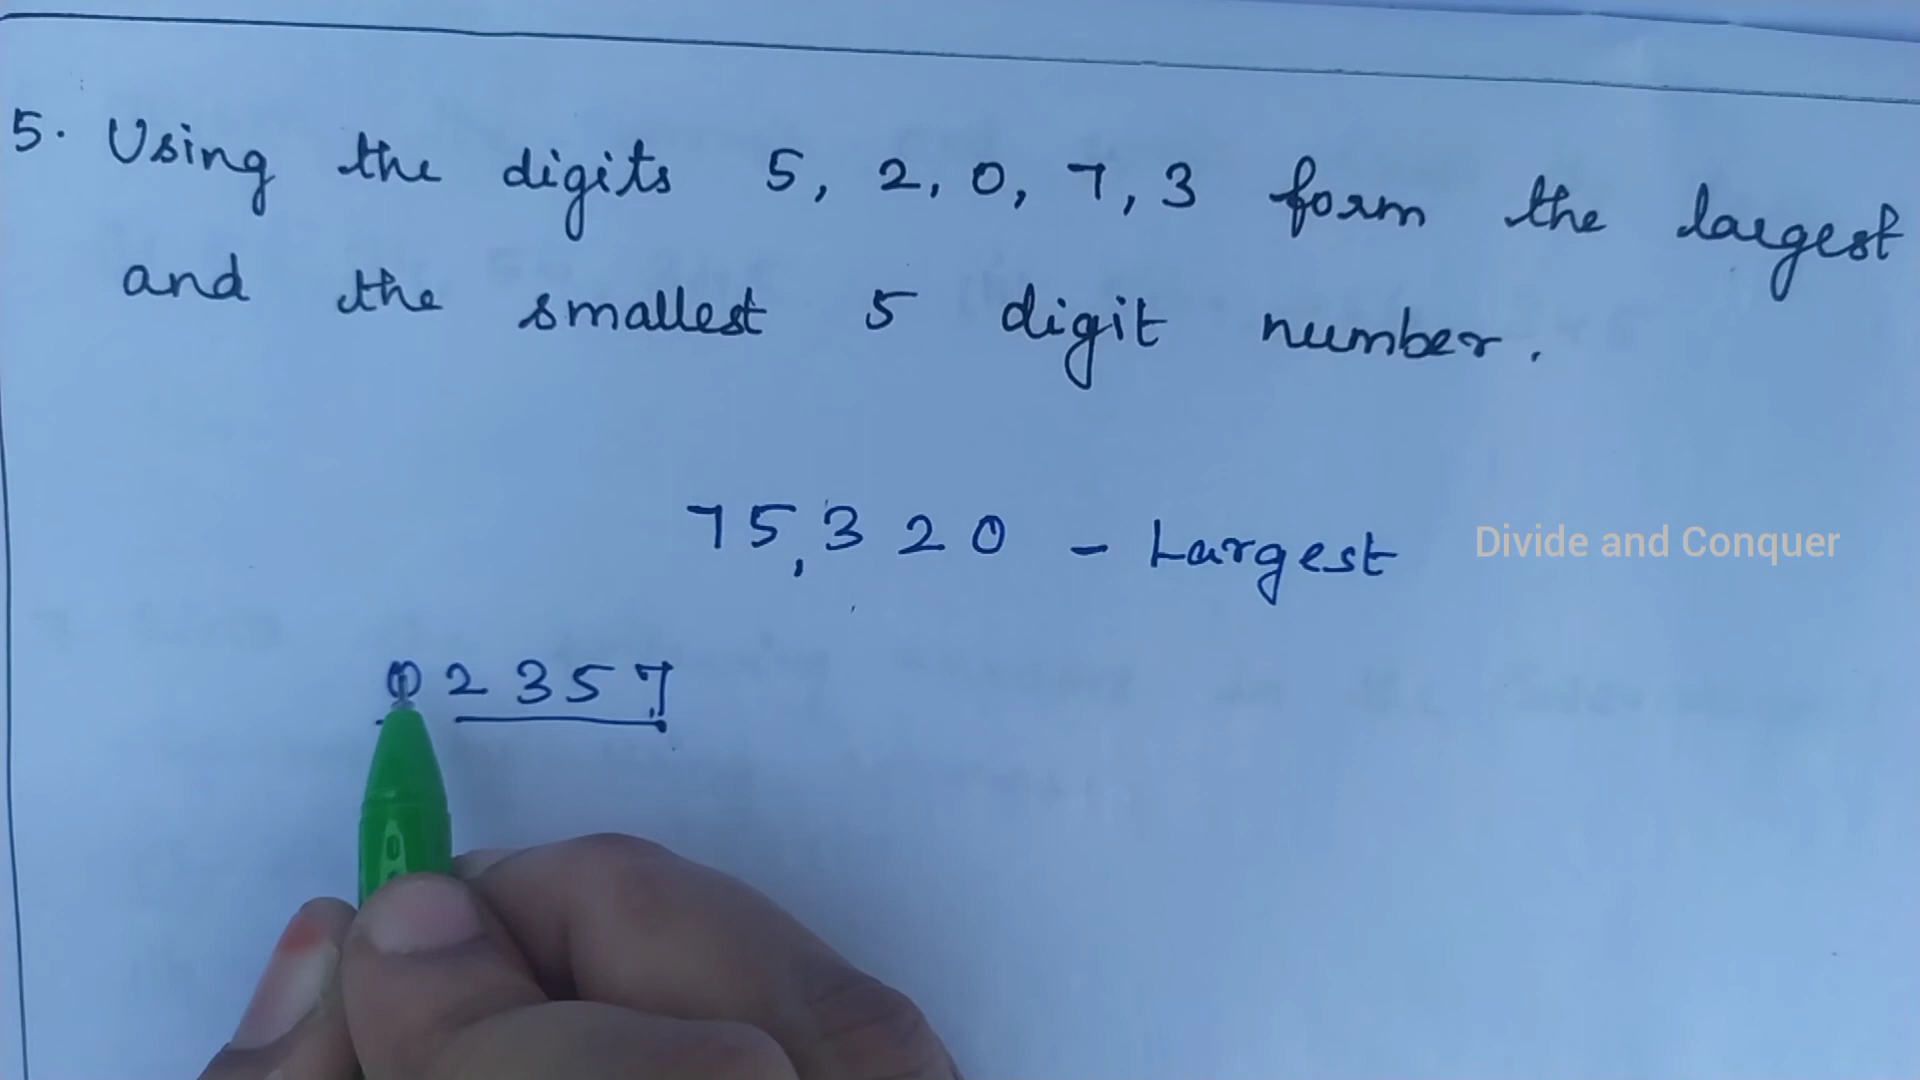 5. Using the digits 5, 2, 0, 7, 3 form the largest
and the smallest 5 digit number.
75,320 - Largest
Divide and Conquer
02357